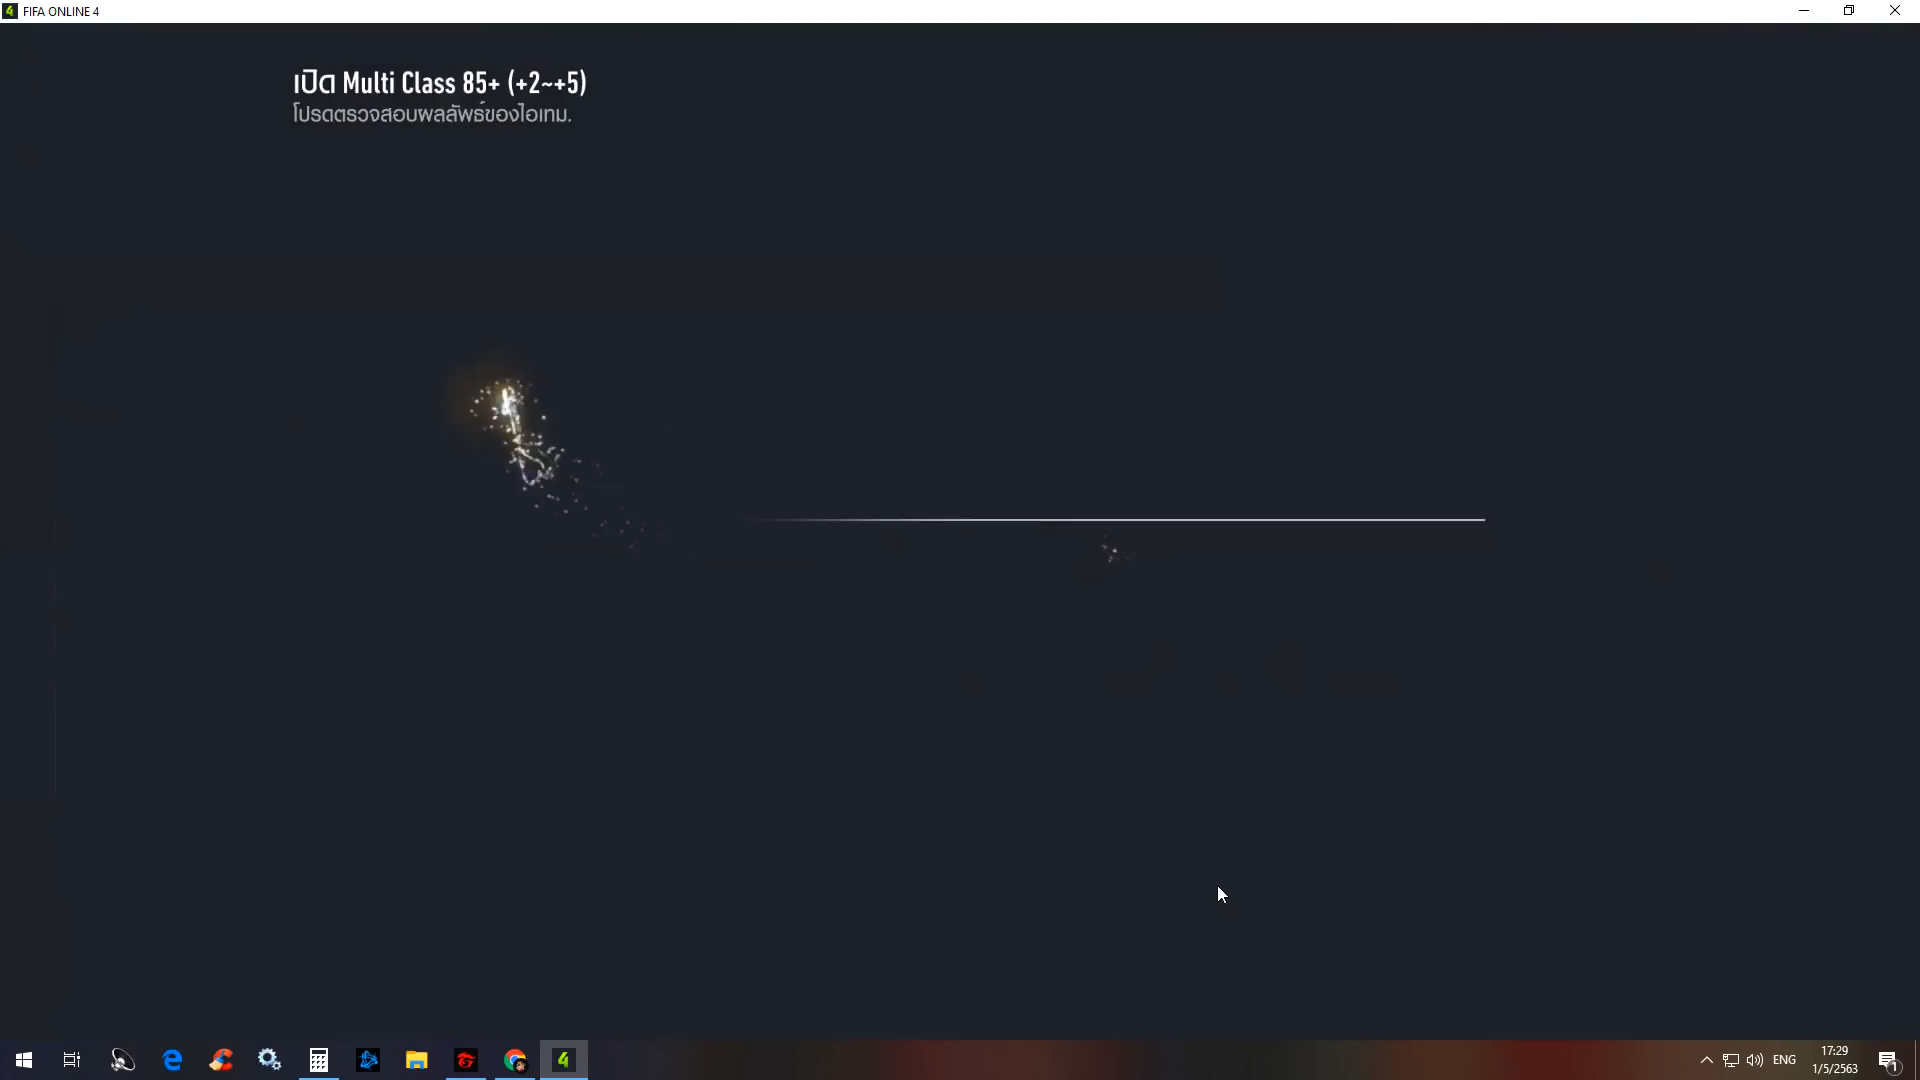 FIFA ONLINE 4
เปิด Multi Class 85+ (+2~+5)
โปรดตรวจสอบผลลัพธ์ของไอเทม.
ENG
17:29
1/5/2563
1